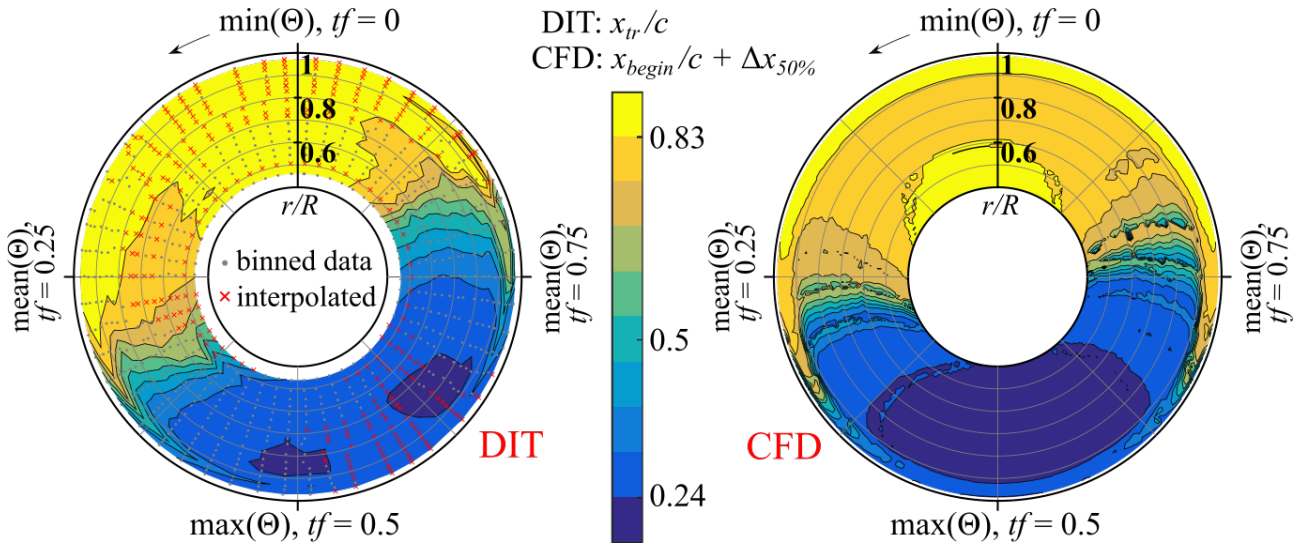 min(Θ), tf = 0
DIT: x_tr/c
CFD: x_begin/c + Δx_50%
min(Θ), tf = 0
1
0.8
0.6
r/R
binned data
interpolated
mean(Θ),
tf = 0.25
mean(Θ),
tf = 0.75
DIT
max(Θ), tf = 0.5
0.83
0.5
0.24
1
0.8
0.6
r/R
mean(Θ),
tf = 0.25
mean(Θ),
tf = 0.75
CFD
max(Θ), tf = 0.5